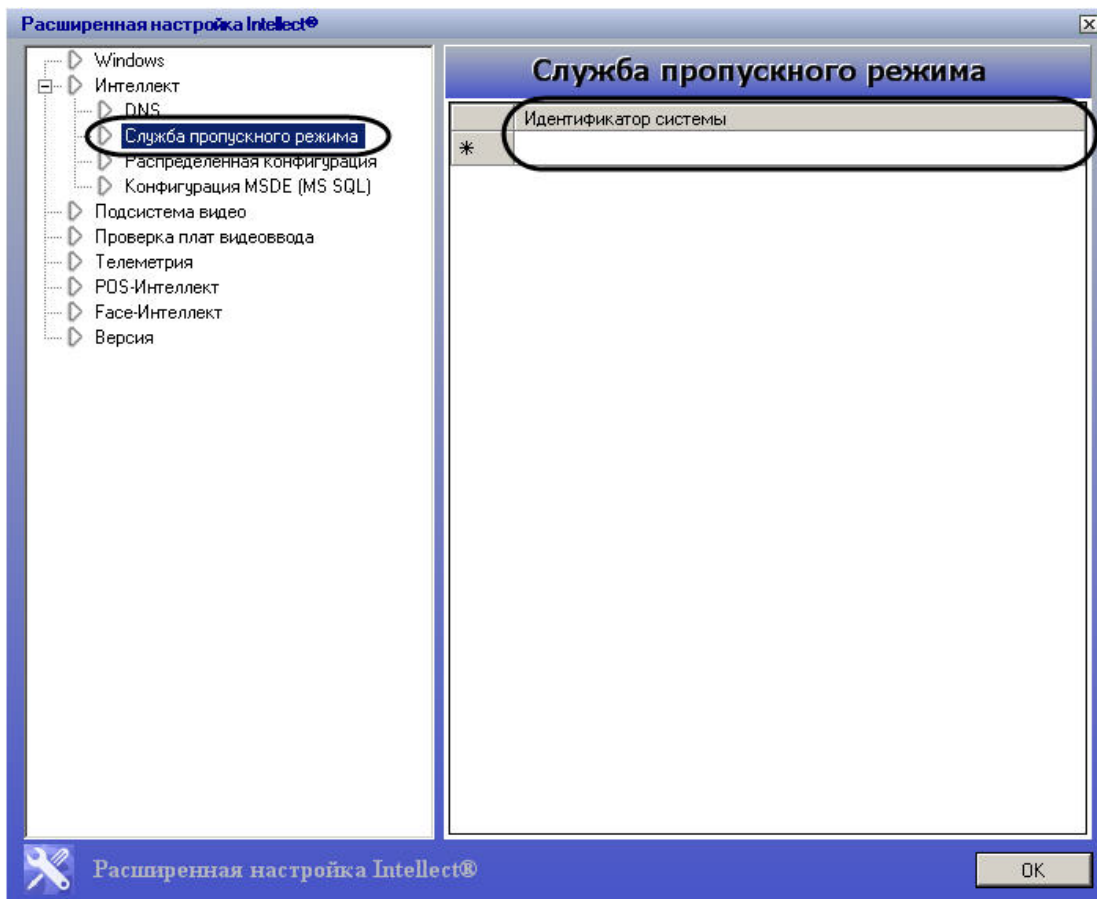 Расширенная настройка Intellect®
Windows
Интеллект
DNS
Служба пропускного режима
Распределенная конфигурация
Конфигурация MSDE (MS SQL)
Подсистема видео
Проверка плат видеоввода
Телеметрия
POS-Интеллект
Face-Интеллект
Версия
Служба пропускного режима
Идентификатор системы
*
Расширенная настройка Intellect®
OK